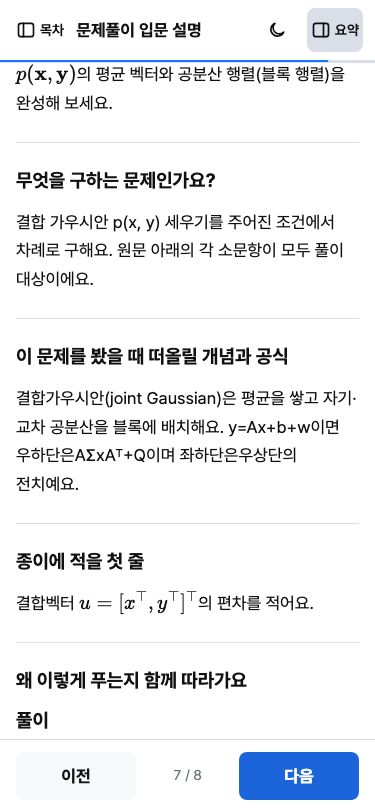 목차 문제풀이 입문 설명 요약
p(x, y)의 평균 벡터와 공분산 행렬(블록 행렬)을
완성해 보세요.
무엇을 구하는 문제인가요?
결합 가우시안 p(x, y) 세우기를 주어진 조건에서
차례로 구해요. 원문 아래의 각 소문항이 모두 풀이
대상이에요.
이 문제를 봤을 때 떠올릴 개념과 공식
결합가우시안(joint Gaussian)은 평균을 쌓고 자기·
교차 공분산을 블록에 배치해요. y=Ax+b+w이면
우하단은AΣxAᵀ+Q이며 좌하단은우상단의
전치예요.
종이에 적을 첫 줄
결합벡터 u = [x⊤, y⊤]⊤의 편차를 적어요.
왜 이렇게 푸는지 함께 따라가요
풀이
이전 7 / 8 다음